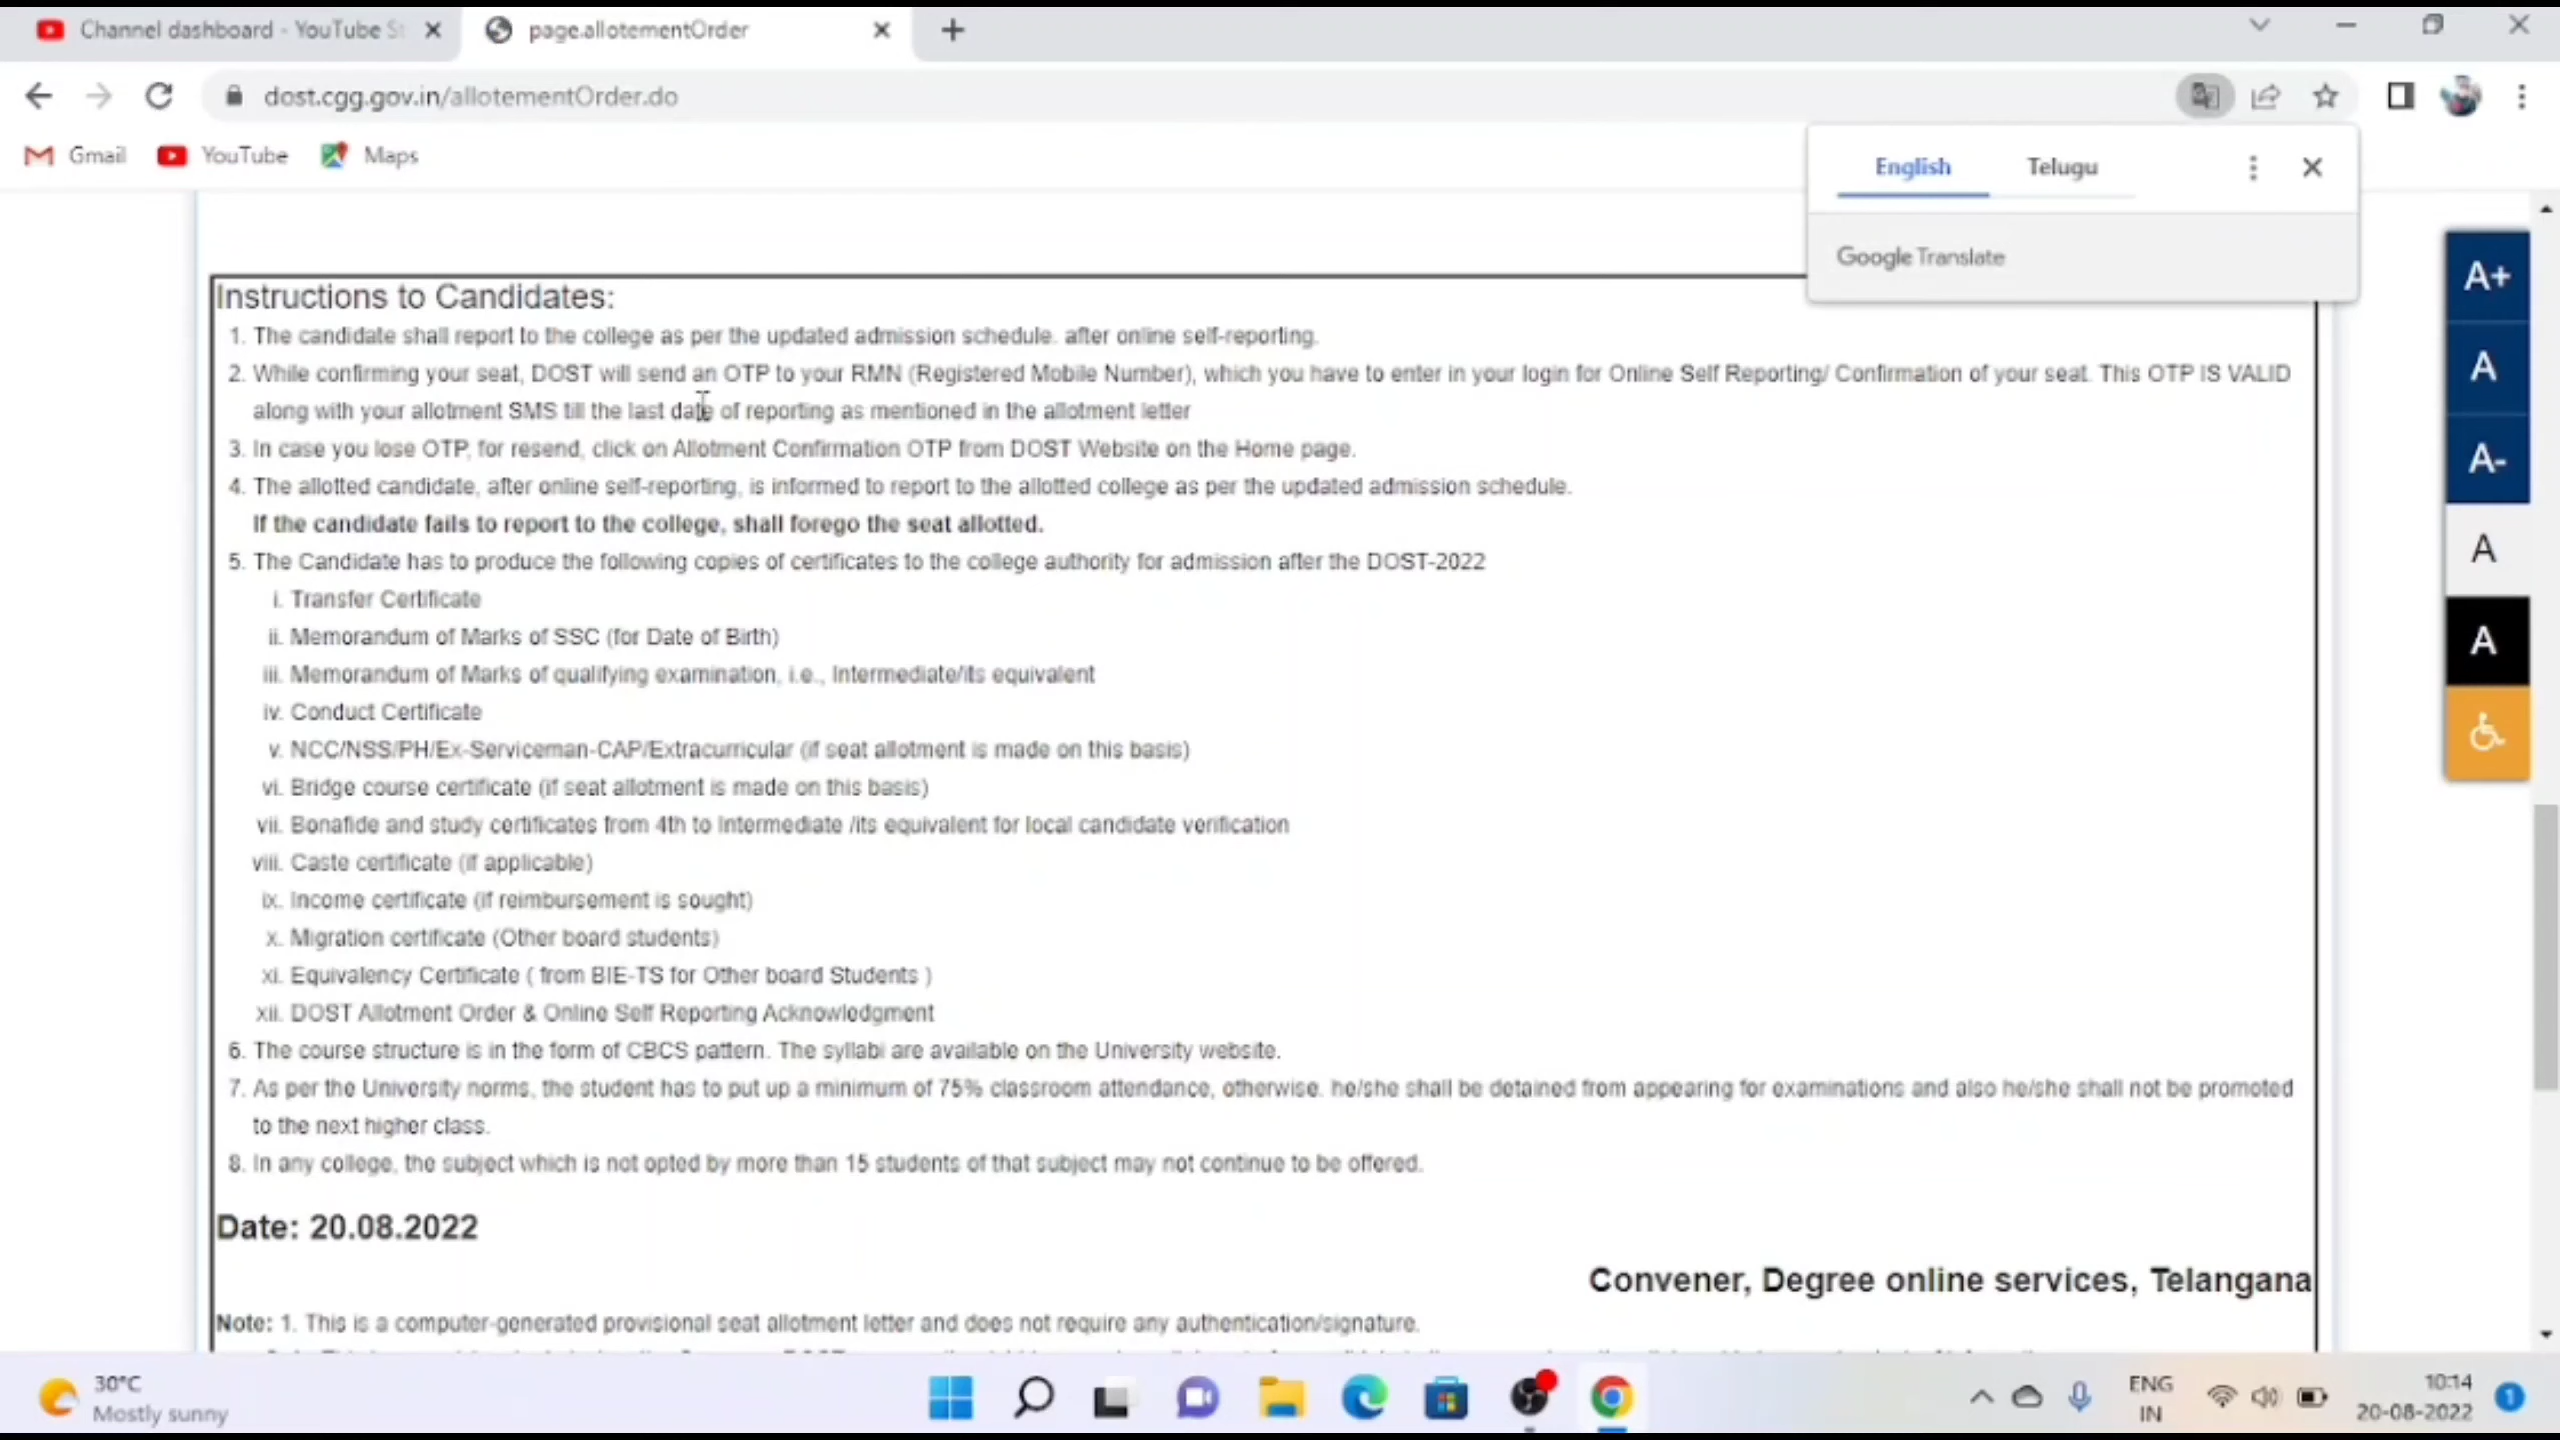 Channel dashboard - YouTube St
page.allotementOrder
dost.cgg.gov.in/allotementOrder.do
Gmail YouTube Maps
English Telugu
Google Translate
A+
A
A-
A
A
Instructions to Candidates:
1. The candidate shall report to the college as per the updated admission schedule. after online self-reporting.
2. While confirming your seat, DOST will send an OTP to your RMN (Registered Mobile Number), which you have to enter in your login for Online Self Reporting/ Confirmation of your seat. This OTP IS VALID
along with your allotment SMS till the last date of reporting as mentioned in the allotment letter
3. In case you lose OTP, for resend, click on Allotment Confirmation OTP from DOST Website on the Home page.
4. The allotted candidate, after online self-reporting, is informed to report to the allotted college as per the updated admission schedule.
If the candidate fails to report to the college, shall forego the seat allotted.
5. The Candidate has to produce the following copies of certificates to the college authority for admission after the DOST-2022
i. Transfer Certificate
ii. Memorandum of Marks of SSC (for Date of Birth)
iii. Memorandum of Marks of qualifying examination, i.e., Intermediate/its equivalent
iv. Conduct Certificate
v. NCC/NSS/PH/Ex-Serviceman-CAP/Extracurricular (if seat allotment is made on this basis)
vi. Bridge course certificate (if seat allotment is made on this basis)
vii. Bonafide and study certificates from 4th to Intermediate /its equivalent for local candidate verification
viii. Caste certificate (if applicable)
ix. Income certificate (if reimbursement is sought)
x. Migration certificate (Other board students)
xi. Equivalency Certificate ( from BIE-TS for Other board Students )
xii. DOST Allotment Order & Online Self Reporting Acknowledgment
6. The course structure is in the form of CBCS pattern. The syllabi are available on the University website.
7. As per the University norms, the student has to put up a minimum of 75% classroom attendance, otherwise. he/she shall be detained from appearing for examinations and also he/she shall not be promoted
to the next higher class.
8. In any college, the subject which is not opted by more than 15 students of that subject may not continue to be offered.
Date: 20.08.2022
Convener, Degree online services, Telangana
Note: 1. This is a computer-generated provisional seat allotment letter and does not require any authentication/signature.
30°C
Mostly sunny
ENG
IN
10:14
20-08-2022
1